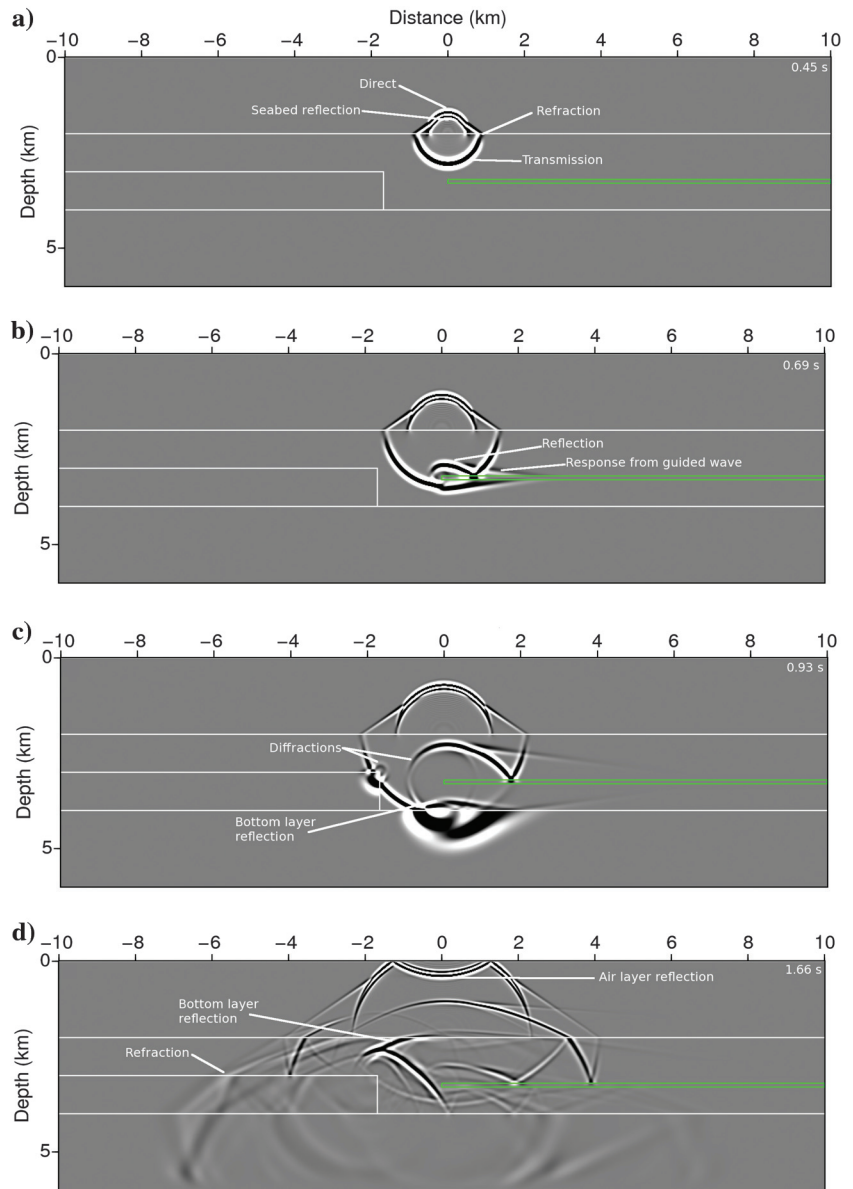 a)
Distance (km)
−10 −8 −6 −4 −2 0 2 4 6 8 10
0
0.45 s
Direct
Seabed reflection
Refraction
Transmission
Depth (km)
5
b)
−10 −8 −6 −4 −2 0 2 4 6 8 10
0
0.69 s
Reflection
Response from guided wave
Depth (km)
5
c)
−10 −8 −6 −4 −2 0 2 4 6 8 10
0
0.93 s
Diffractions
Depth (km)
Bottom layer
reflection
5
d)
−10 −8 −6 −4 −2 0 2 4 6 8 10
0
1.66 s
Air layer reflection
Bottom layer
reflection
Refraction
Depth (km)
5